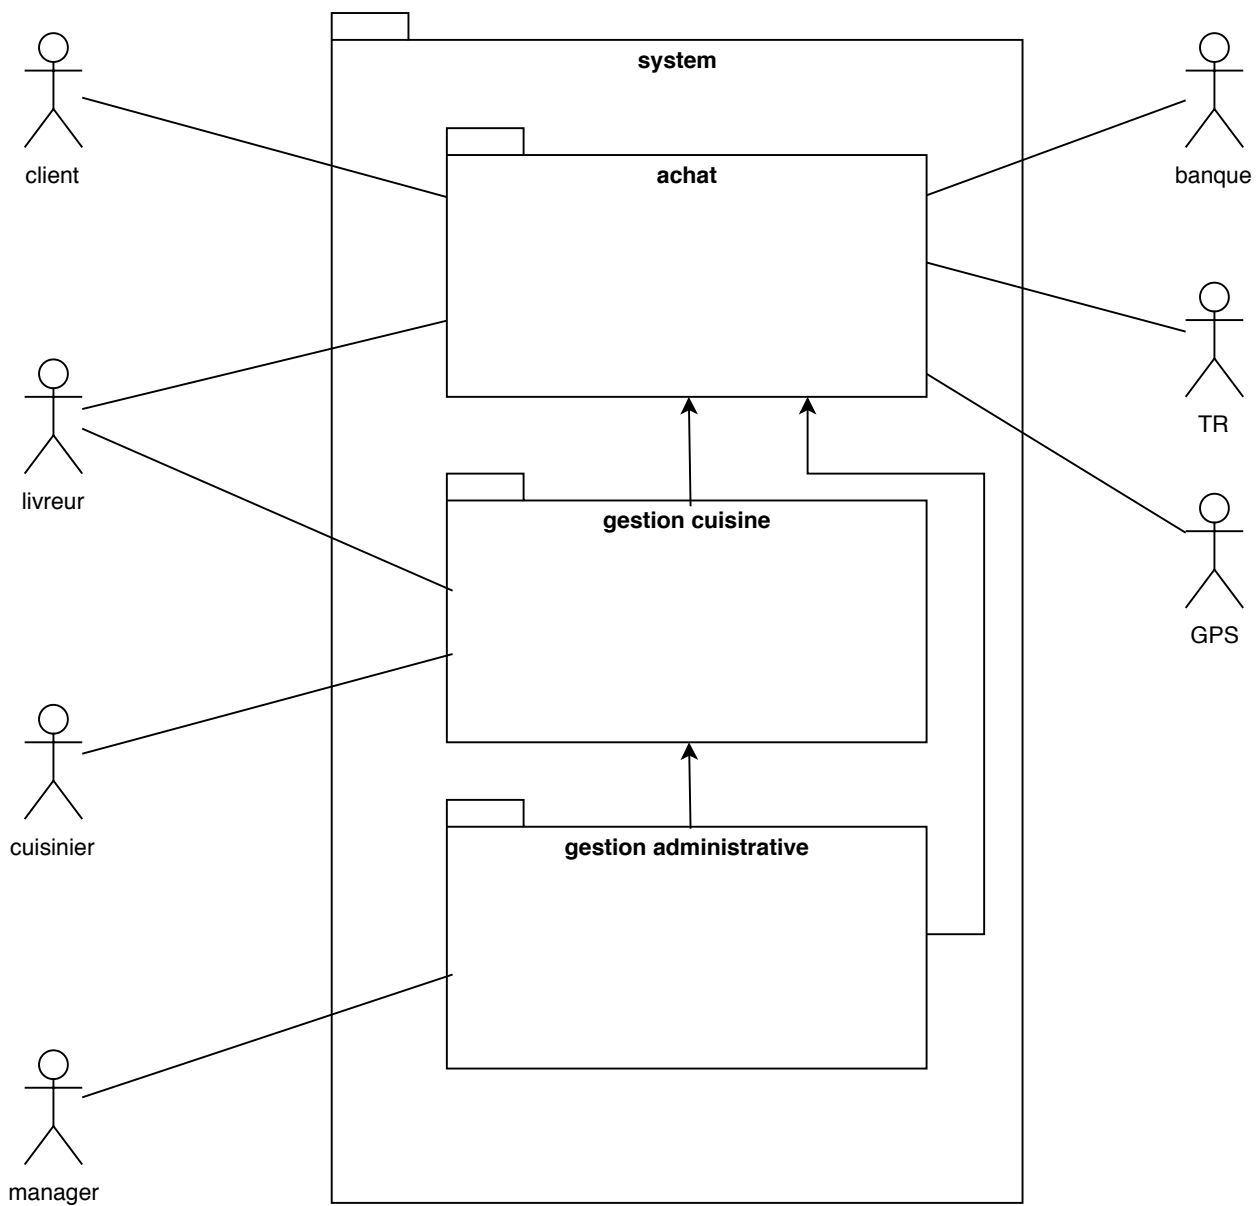 system
client
achat
banque
TR
livreur
gestion cuisine
GPS
cuisinier
gestion administrative
manager